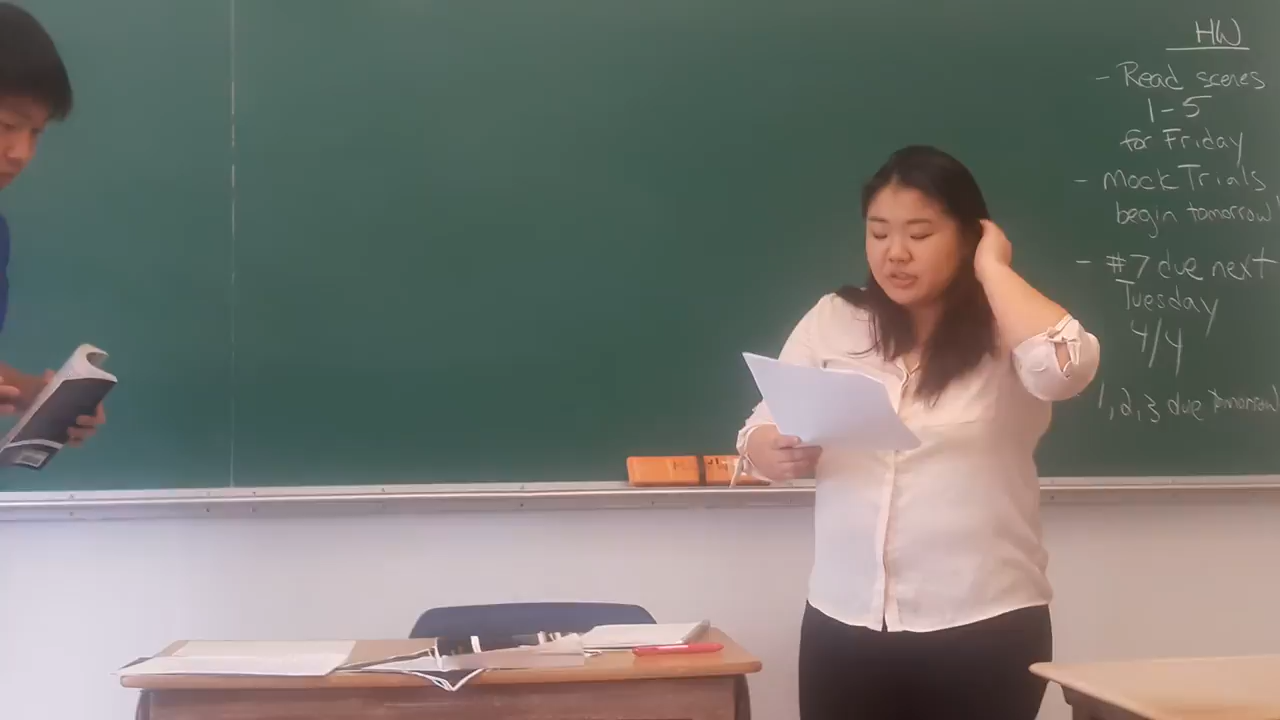 HW
- Read scenes
1-5
for Friday
- Mock Trials
begin tomorrow!
- #7 due next
Tuesday
4/4
1, 2, 3 due tomorrow